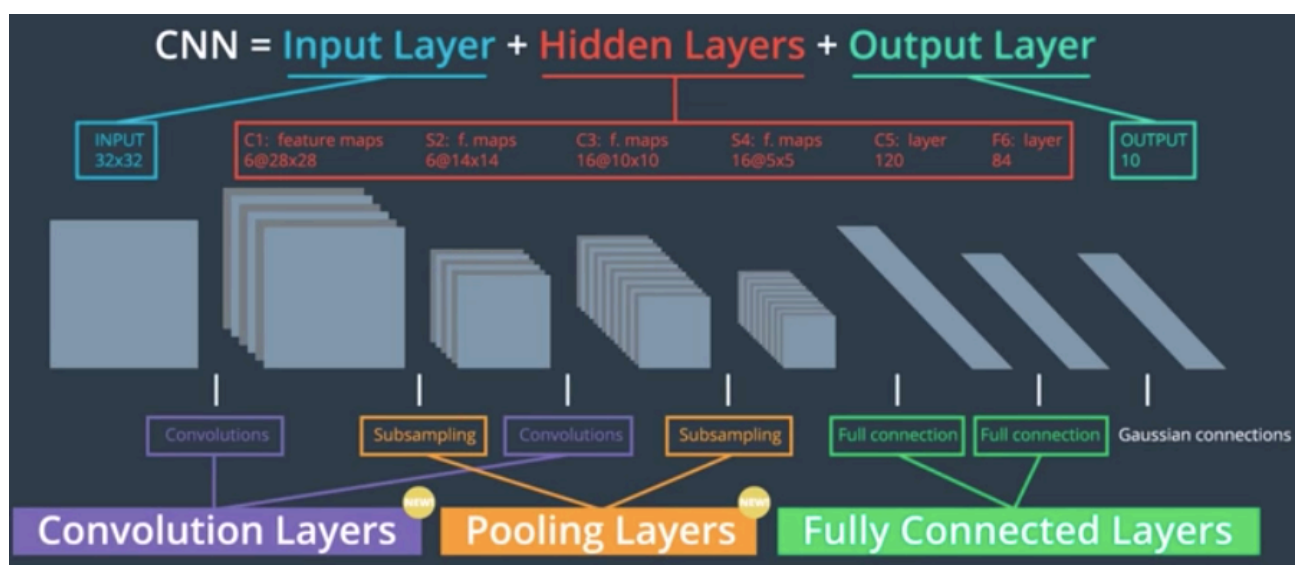 CNN = Input Layer + Hidden Layers + Output Layer
INPUT
32x32
C1: feature maps
6@28x28
S2: f. maps
6@14x14
C3: f. maps
16@10x10
S4: f. maps
16@5x5
C5: layer
120
F6: layer
84
OUTPUT
10
Convolutions
Subsampling
Convolutions
Subsampling
Full connection
Full connection
Gaussian connections
Convolution Layers
NEW!
Pooling Layers
NEW!
Fully Connected Layers